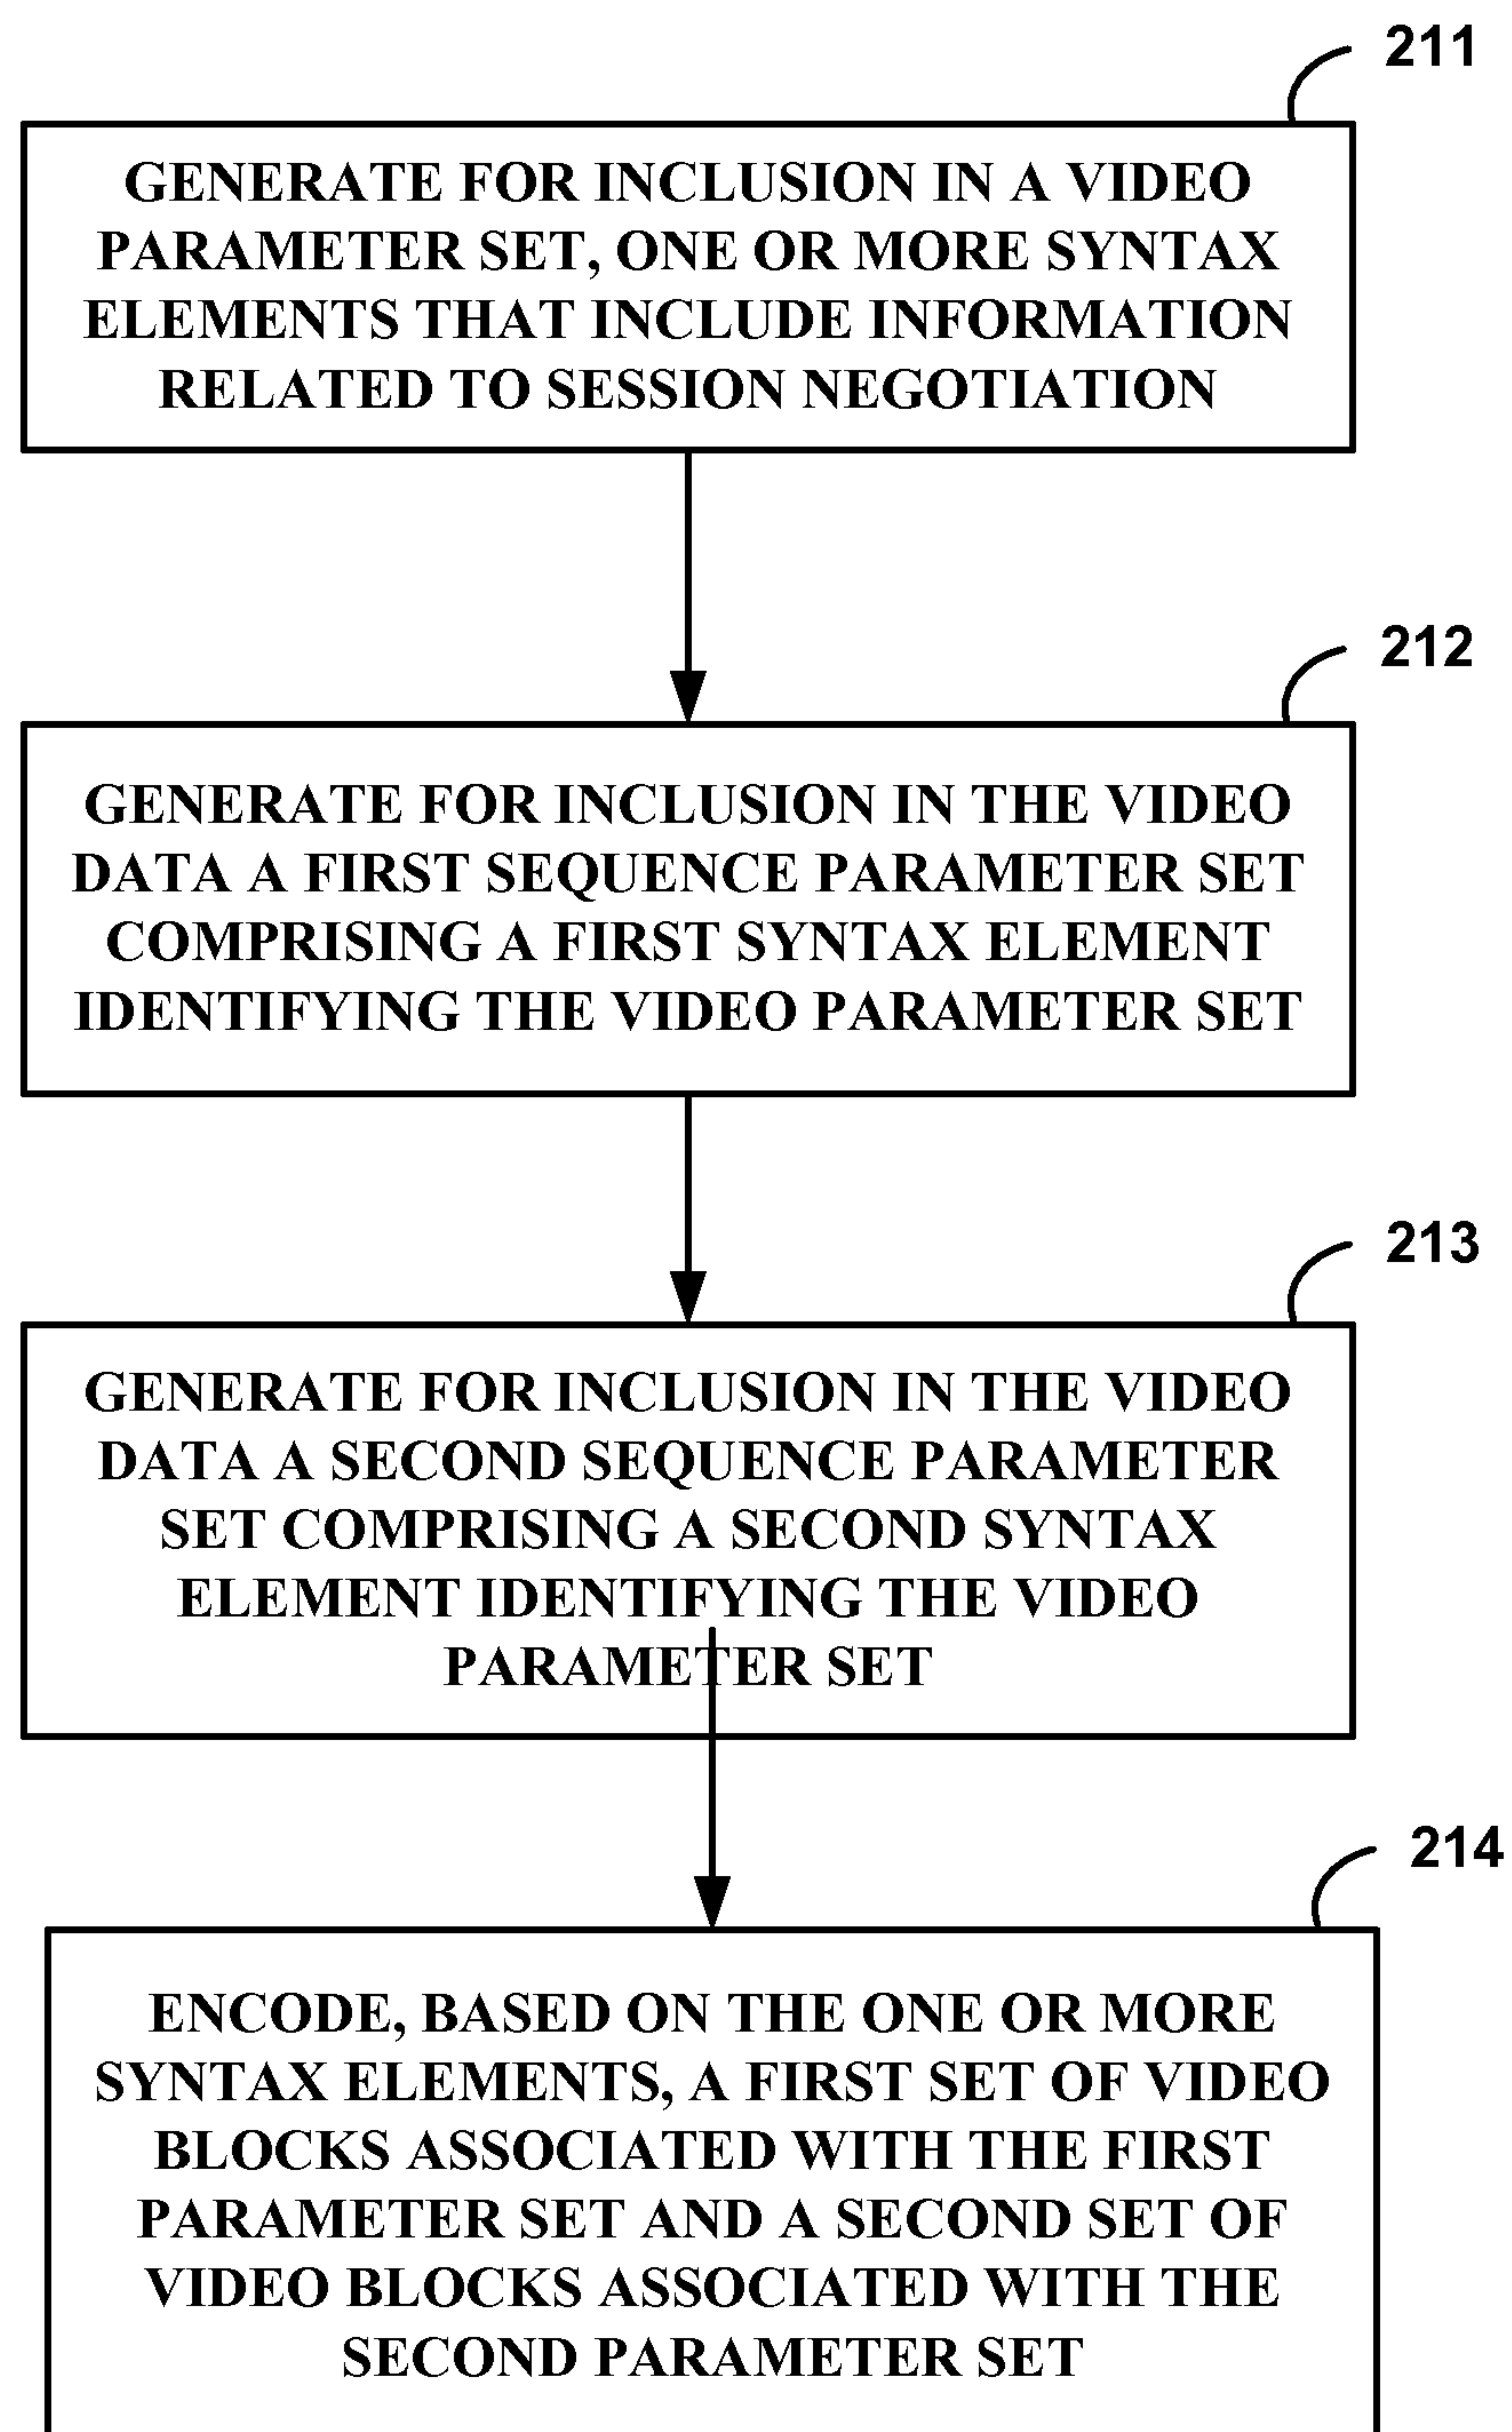 211
GENERATE FOR INCLUSION IN A VIDEO
PARAMETER SET, ONE OR MORE SYNTAX
ELEMENTS THAT INCLUDE INFORMATION
RELATED TO SESSION NEGOTIATION
212
GENERATE FOR INCLUSION IN THE VIDEO
DATA A FIRST SEQUENCE PARAMETER SET
COMPRISING A FIRST SYNTAX ELEMENT
IDENTIFYING THE VIDEO PARAMETER SET
213
GENERATE FOR INCLUSION IN THE VIDEO
DATA A SECOND SEQUENCE PARAMETER
SET COMPRISING A SECOND SYNTAX
ELEMENT IDENTIFYING THE VIDEO
PARAMETER SET
214
ENCODE, BASED ON THE ONE OR MORE
SYNTAX ELEMENTS, A FIRST SET OF VIDEO
BLOCKS ASSOCIATED WITH THE FIRST
PARAMETER SET AND A SECOND SET OF
VIDEO BLOCKS ASSOCIATED WITH THE
SECOND PARAMETER SET